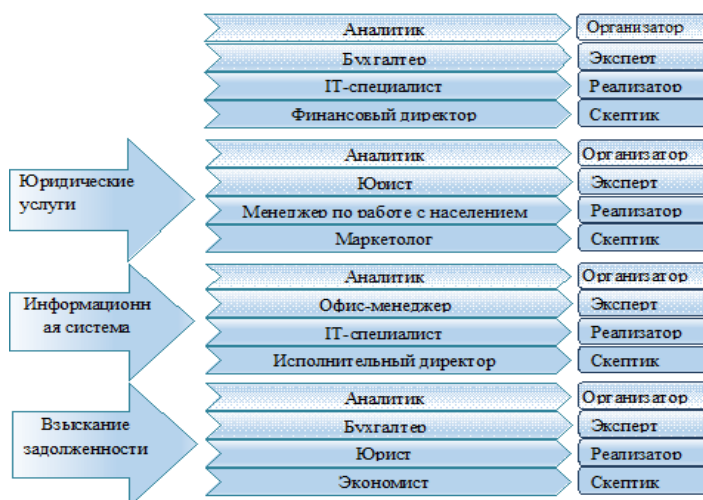 Аналитик Организатор
Бухгалтер Эксперт
IT-специалист Реализатор
Финансовый директор Скептик
Юридические
услуги
Аналитик Организатор
Юрист Эксперт
Менеджер по работе с населением Реализатор
Маркетолог Скептик
Информационн
ая система
Аналитик Организатор
Офис-менеджер Эксперт
IT-специалист Реализатор
Исполнительный директор Скептик
Взыскание
задолженности
Аналитик Организатор
Бухгалтер Эксперт
Юрист Реализатор
Экономист Скептик